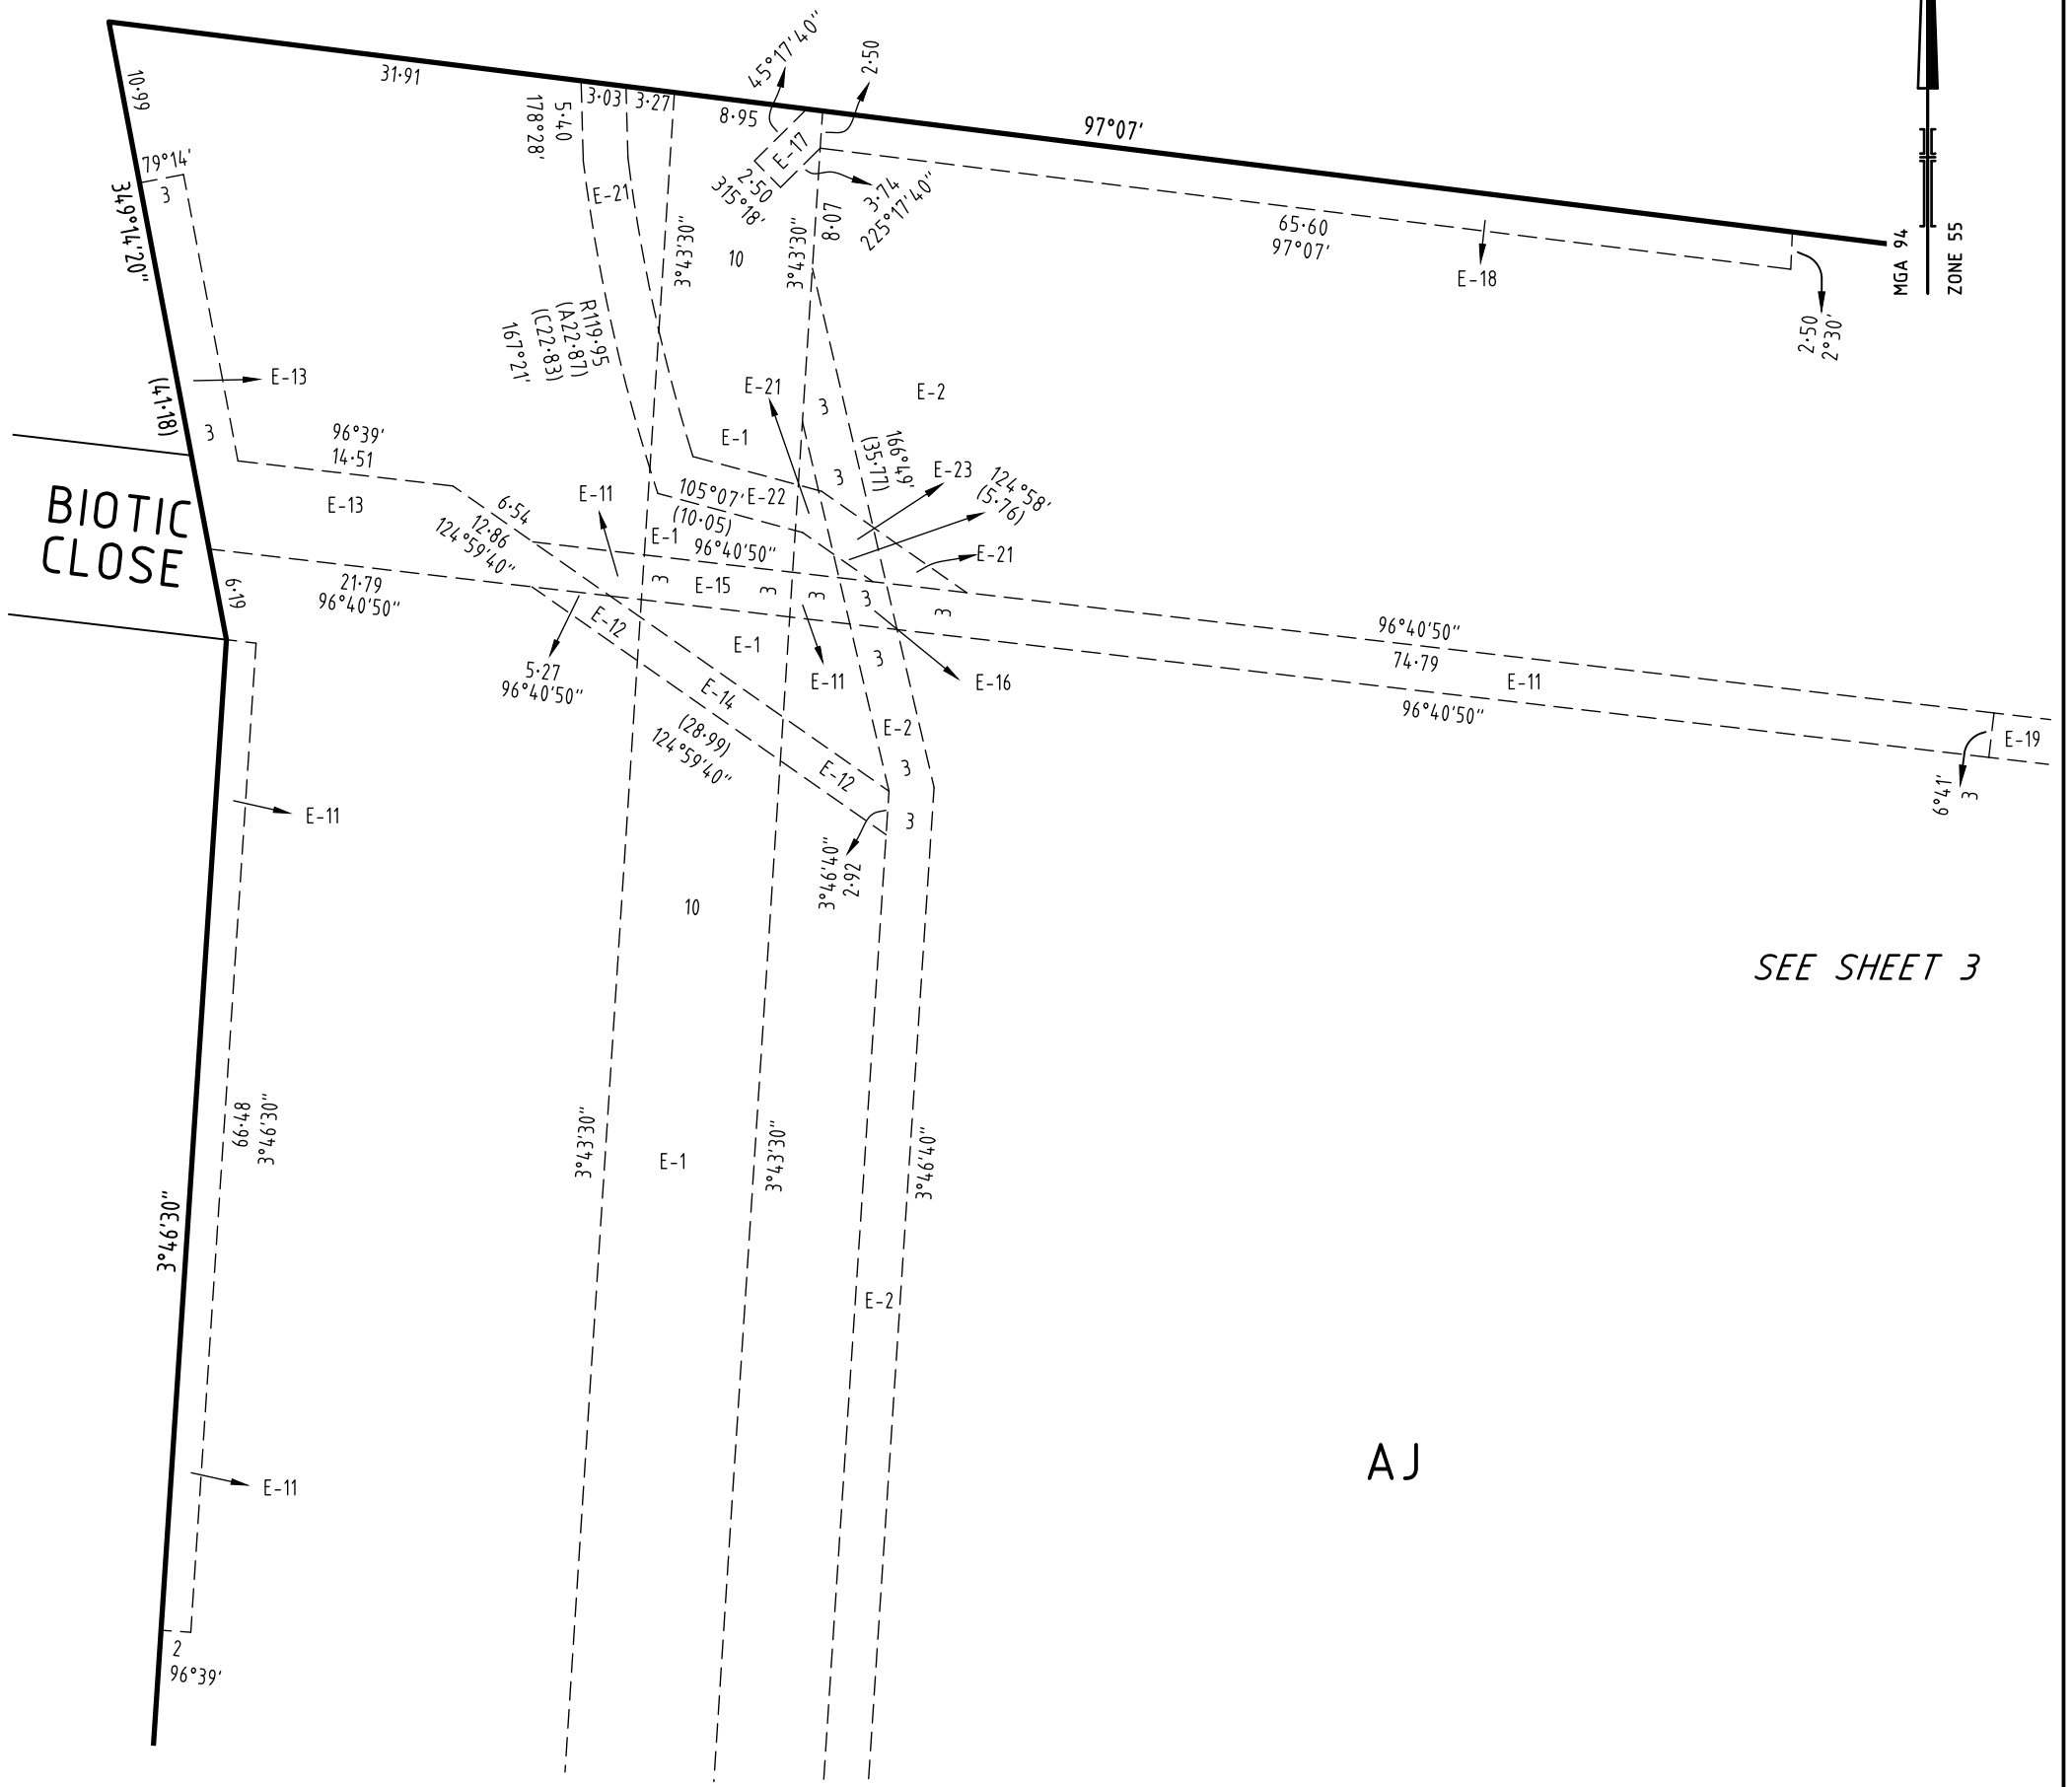 31·91
3·03
3·27
8·95
45°17'40"
2·50
97°07'
10·99
79°14'
3
349°14'20"
(41·18)
5·40
178°28'
E-21
E-17
2·50
315°18'
3·74
225°17'40"
8·07
3°43'30"
3°43'30"
10
65·60
97°07'
E-18
2·50
2°30'
MGA 94
ZONE 55
R119·95
(A22·87)
(C22·83)
167°21'
E-13
3
96°39'
14·51
E-13
BIOTIC
CLOSE
6·19
21·79
96°40'50"
6·54
12·86
124°59'40"
E-11
E-21
E-1
3
E-2
3
166°49'
(35·77)
E-23
124°58'
(5·76)
E-21
105°07'
E-22
(10·05)
E-1
96°40'50"
3
E-15
3
3
3
3
E-12
E-1
3
E-11
E-16
5·27
96°40'50"
E-14
(28·99)
124°59'40"
E-12
E-2
3
3
3°46'40"
2·92
96°40'50"
74·79
E-11
96°40'50"
E-19
6°41'
3
E-11
10
SEE SHEET 3
66·48
3°46'30"
3°46'30"
3°43'30"
E-1
3°43'30"
3°46'40"
E-2
AJ
E-11
2
96°39'